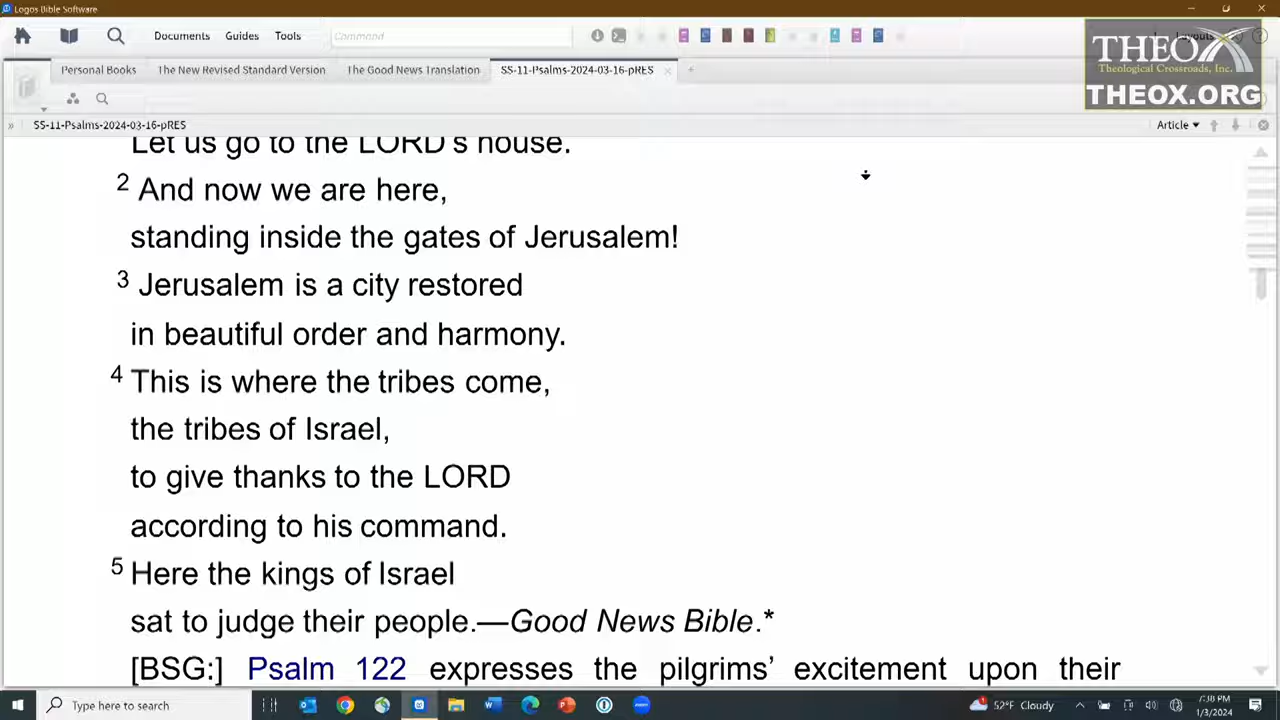 Logos Bible Software
Documents Guides Tools Command
THEOX
Theological Crossroads, Inc.
THEOX.ORG
Personal Books The New Revised Standard Version The Good News Translation SS-11-Psalms-2024-03-16-pRES
SS-11-Psalms-2024-03-16-pRES Article
Let us go to the LORD's house.
2 And now we are here,
standing inside the gates of Jerusalem!
3 Jerusalem is a city restored
in beautiful order and harmony.
4 This is where the tribes come,
the tribes of Israel,
to give thanks to the LORD
according to his command.
5 Here the kings of Israel
sat to judge their people.—Good News Bible.*
[BSG:] Psalm 122 expresses the pilgrims’ excitement upon their
Type here to search
52°F Cloudy
7:38 PM
1/3/2024